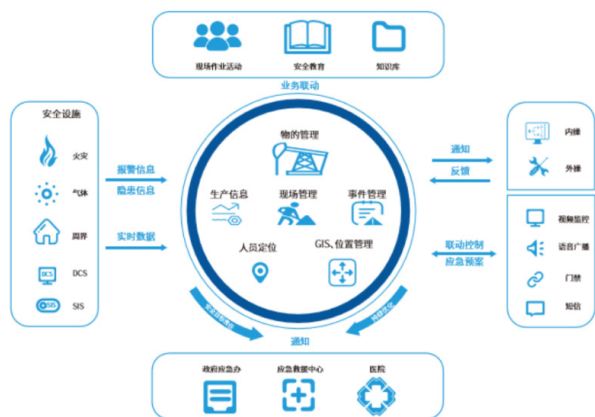 现场作业活动
安全教育
知识库
业务联动
安全设施
火灾
气体
周界
DCS
DCS
SIS
SIS
报警信息
隐患信息
实时数据
物的管理
生产信息
现场管理
事件管理
人员定位
GIS、位置管理
通知
反馈
联动控制
应急预案
内操
外操
视频监控
语音广播
门禁
短信
通知
政府应急办
应急救援中心
医院